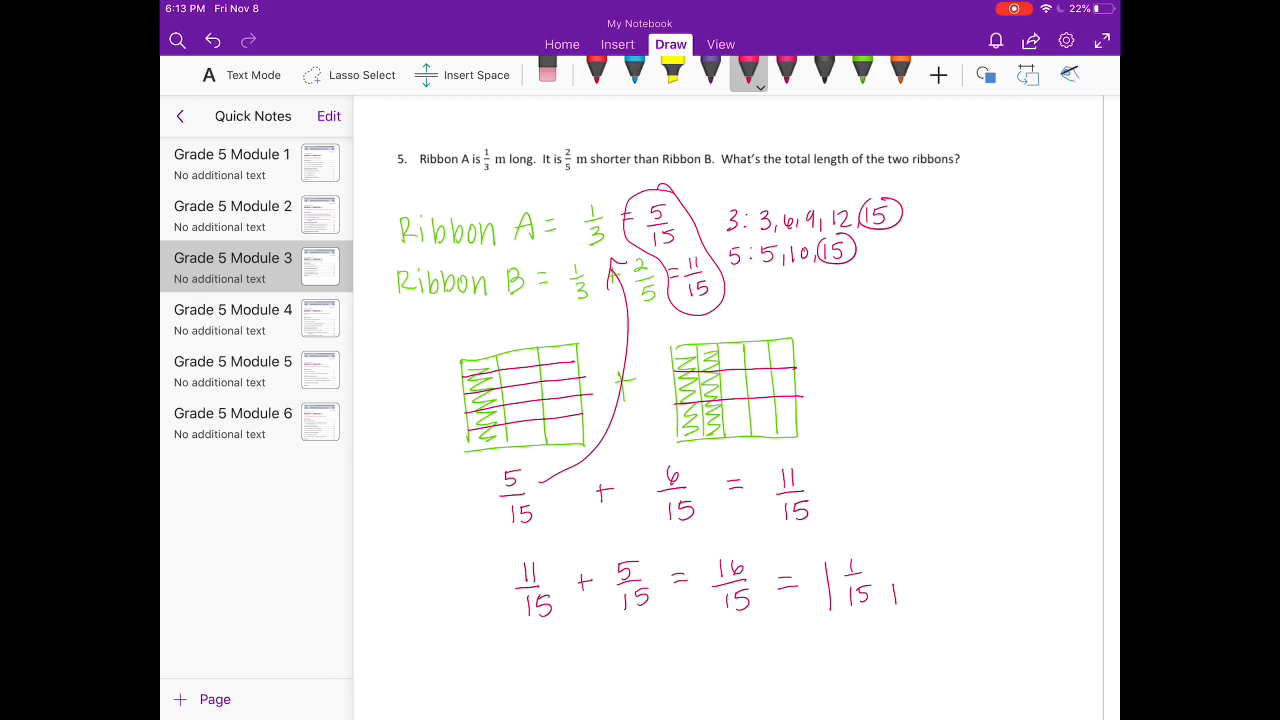 6:13 PM Fri Nov 8
22%
My Notebook
Home Insert Draw View
Text Mode Lasso Select Insert Space
Quick Notes Edit
Grade 5 Module 1
No additional text
Grade 5 Module 2
No additional text
Grade 5 Module 3
No additional text
Grade 5 Module 4
No additional text
Grade 5 Module 5
No additional text
Grade 5 Module 6
No additional text
+ Page
5. Ribbon A is 1/3 m long. It is 2/5 m shorter than Ribbon B. What's the total length of the two ribbons?
Ribbon A = 1/3 = 5/15
3: 3, 6, 9, 12, 15
Ribbon B = 1/3 + 2/5 = 11/15
5: 5, 10, 15
+
5/15 + 6/15 = 11/15
11/15 + 5/15 = 16/15 = 1 1/15